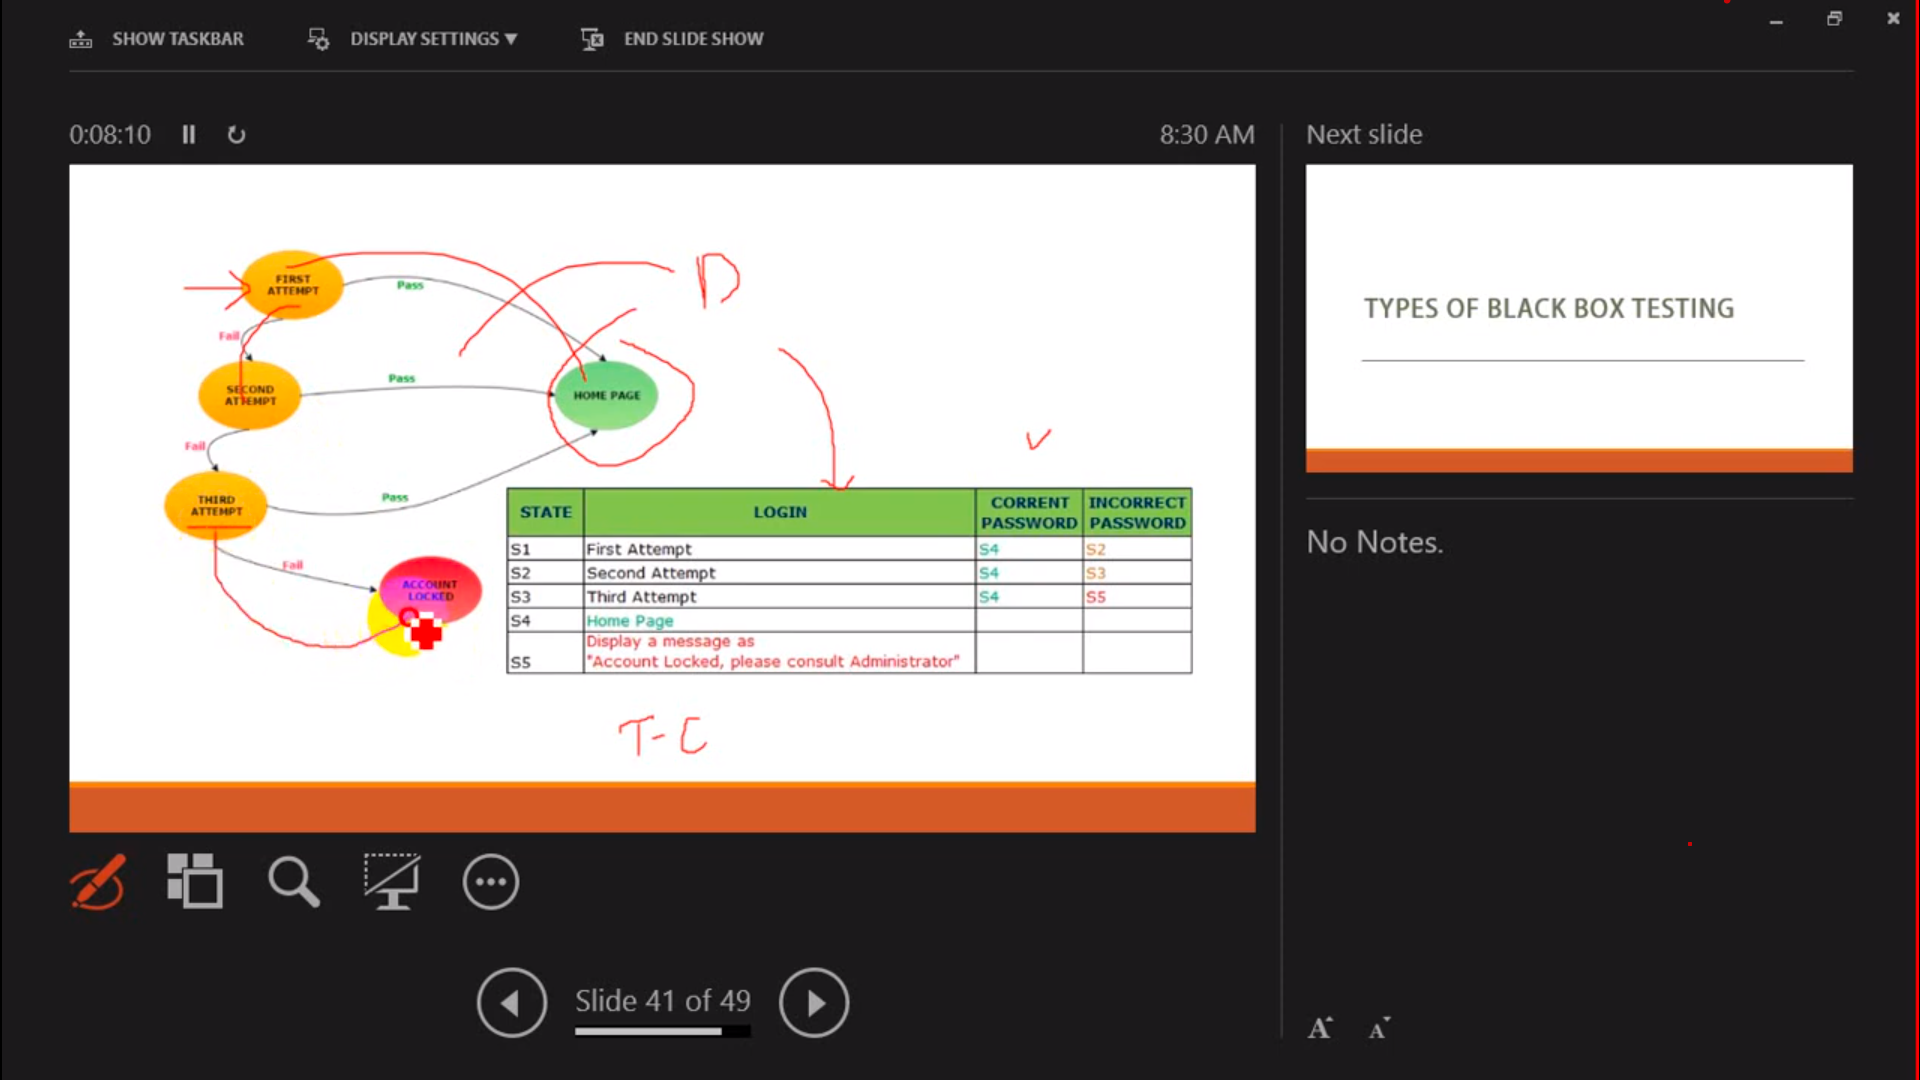 SHOW TASKBAR
DISPLAY SETTINGS
END SLIDE SHOW
0:08:10
8:30 AM
Next slide
FIRST
ATTEMPT
Pass
Fail
SECOND
ATTEMPT
Pass
HOME PAGE
Fail
THIRD
ATTEMPT
Pass
Fail
ACCOUNT
LOCKED
D
STATE LOGIN CORRENT PASSWORD INCORRECT PASSWORD
S1 First Attempt S4 S2
S2 Second Attempt S4 S3
S3 Third Attempt S4 S5
S4 Home Page
S5 Display a message as
"Account Locked, please consult Administrator"
T-C
TYPES OF BLACK BOX TESTING
No Notes.
Slide 41 of 49
A A